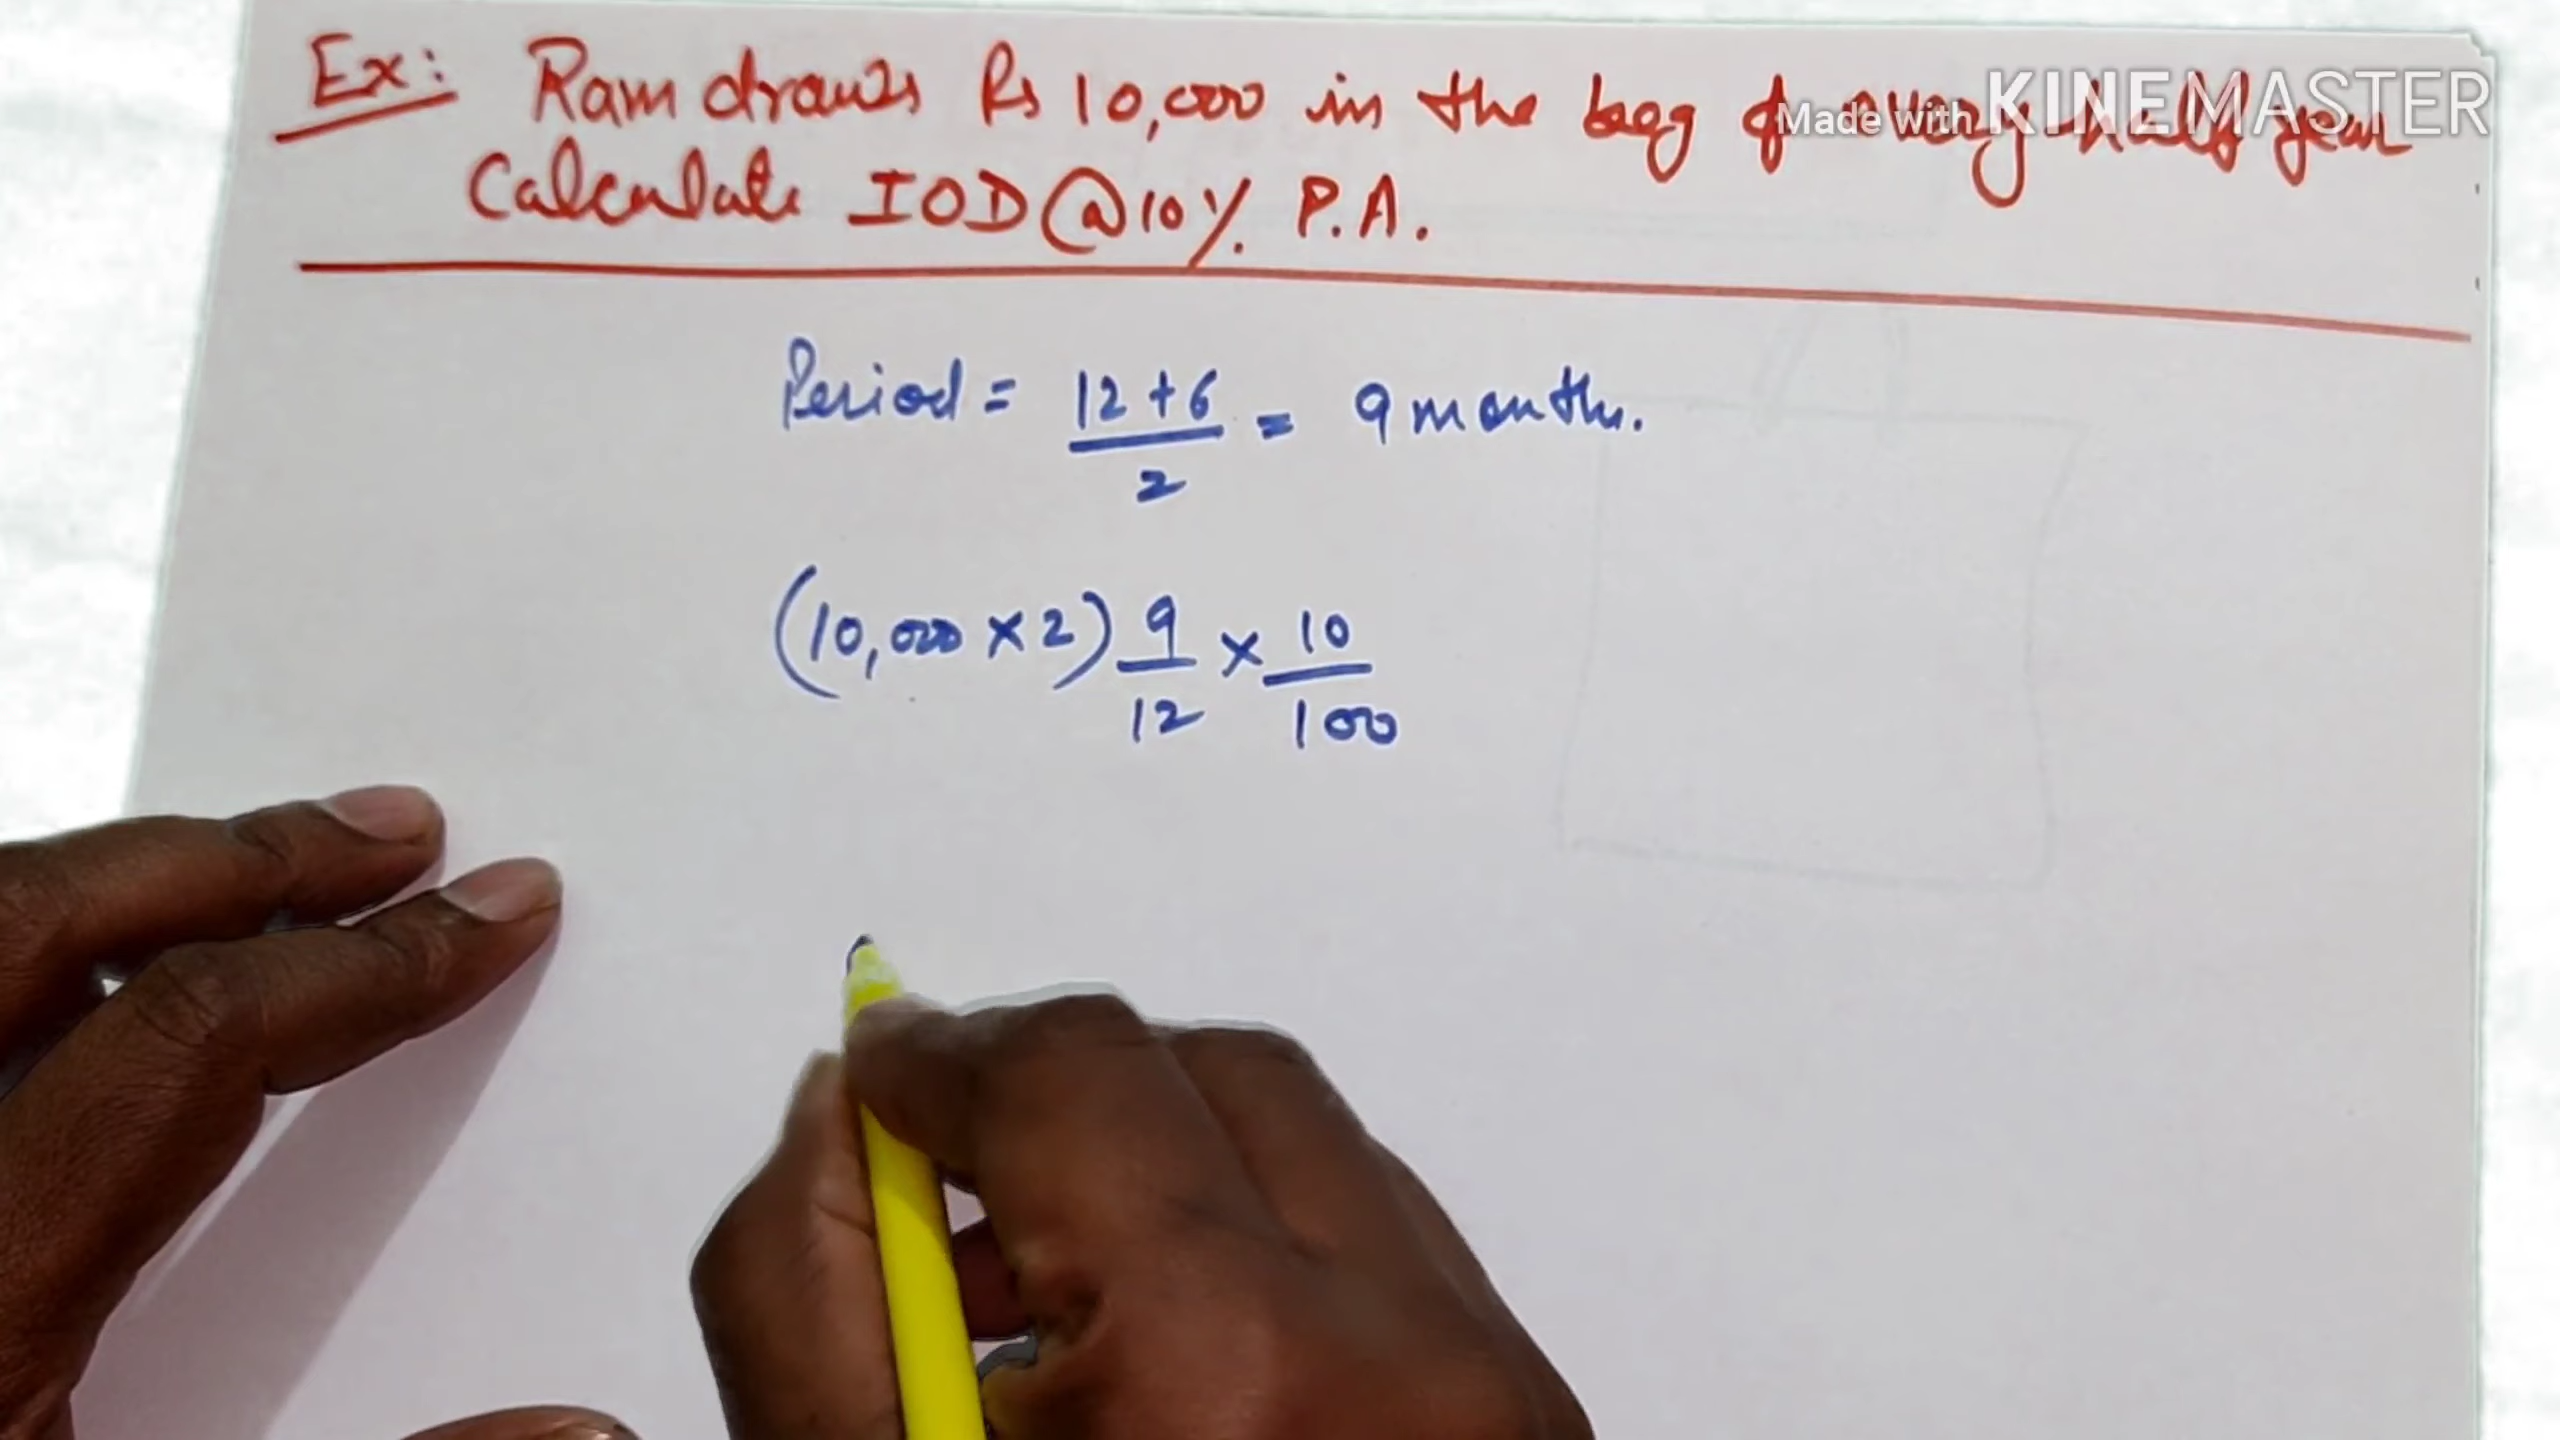 Ex: Ram draws Rs 10,000 in the beg of every half year
Made with KINEMASTER
Calculate IOD @ 10% P.A.
Period = 12 + 6 / 2 = 9 months.
(10,000 × 2) 9/12 × 10/100